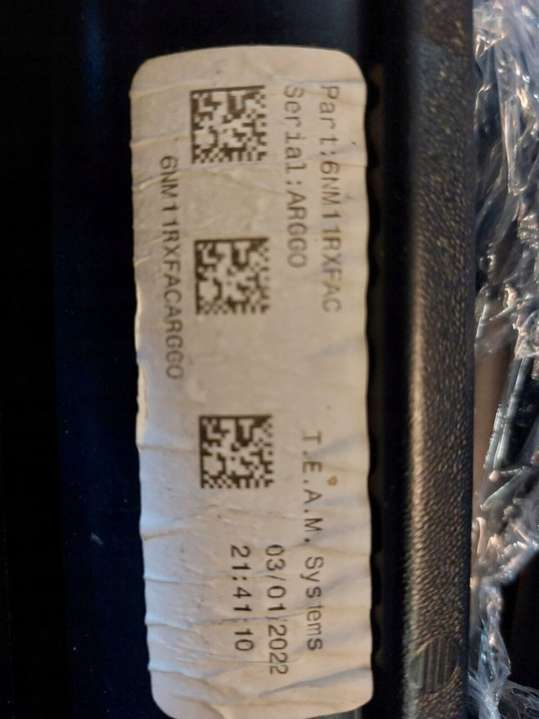 Part:6NM11RXFAC
Serial:ARGGO
6NM11RXFACARGGO
T.E.A.M. Systems
03/01/2022
21:41:10